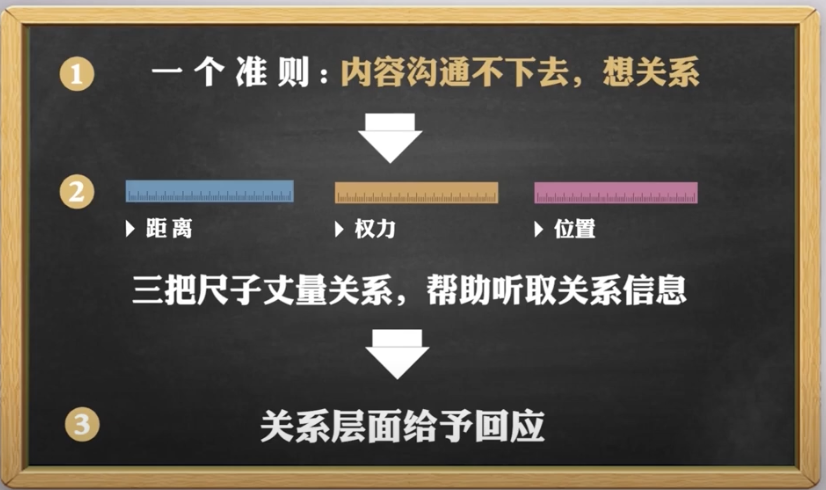 1 一个准则：内容沟通不下去，想关系
2
距离 权力 位置
三把尺子丈量关系，帮助听取关系信息
3 关系层面给予回应